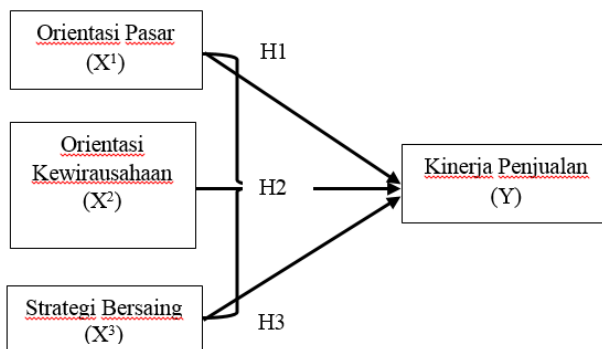 Orientasi Pasar
(X¹)
H1
Orientasi
Kewirausahaan
(X²)
H2
Kinerja Penjualan
(Y)
Strategi Bersaing
(X³)
H3